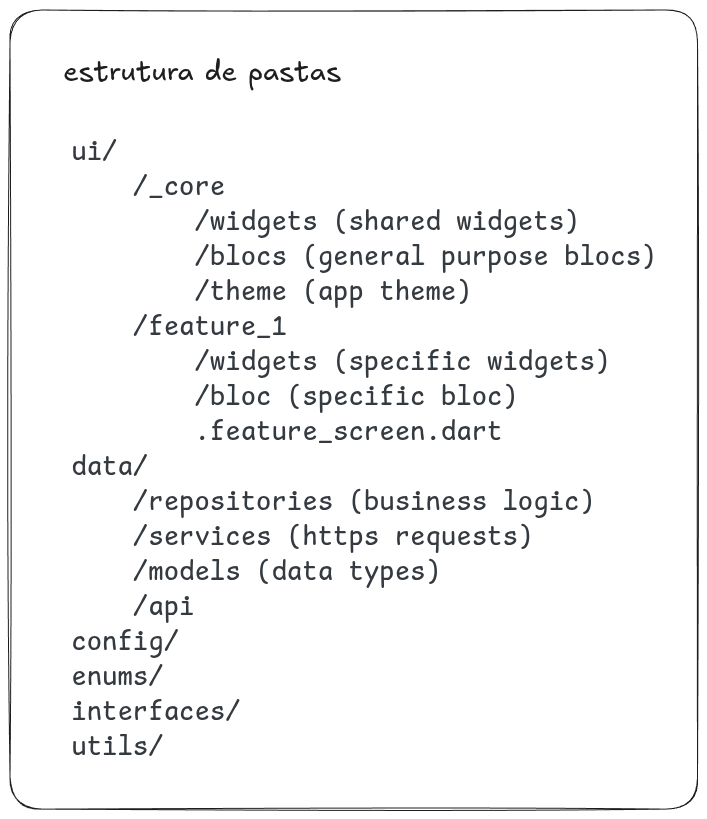 estrutura de pastas
ui/
/_core
/widgets (shared widgets)
/blocs (general purpose blocs)
/theme (app theme)
/feature_1
/widgets (specific widgets)
/bloc (specific bloc)
.feature_screen.dart
data/
/repositories (business logic)
/services (https requests)
/models (data types)
/api
config/
enums/
interfaces/
utils/